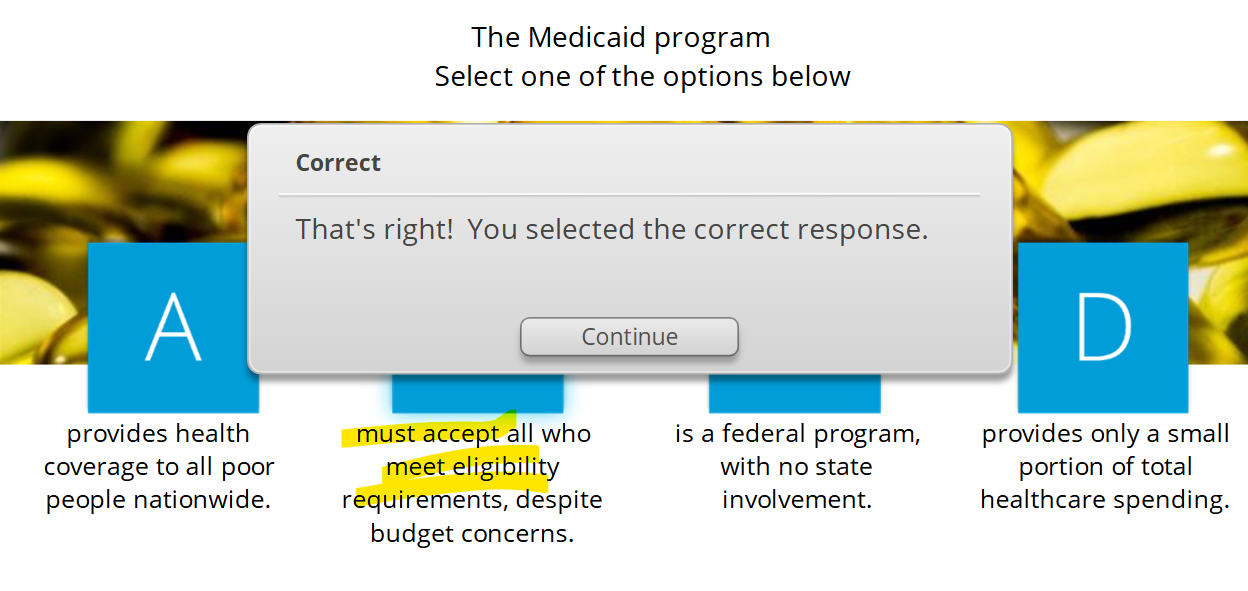 The Medicaid program
Select one of the options below
Correct
That's right! You selected the correct response.
Continue
A
D
provides health
coverage to all poor
people nationwide.
must accept all who
meet eligibility
requirements, despite
budget concerns.
is a federal program,
with no state
involvement.
provides only a small
portion of total
healthcare spending.